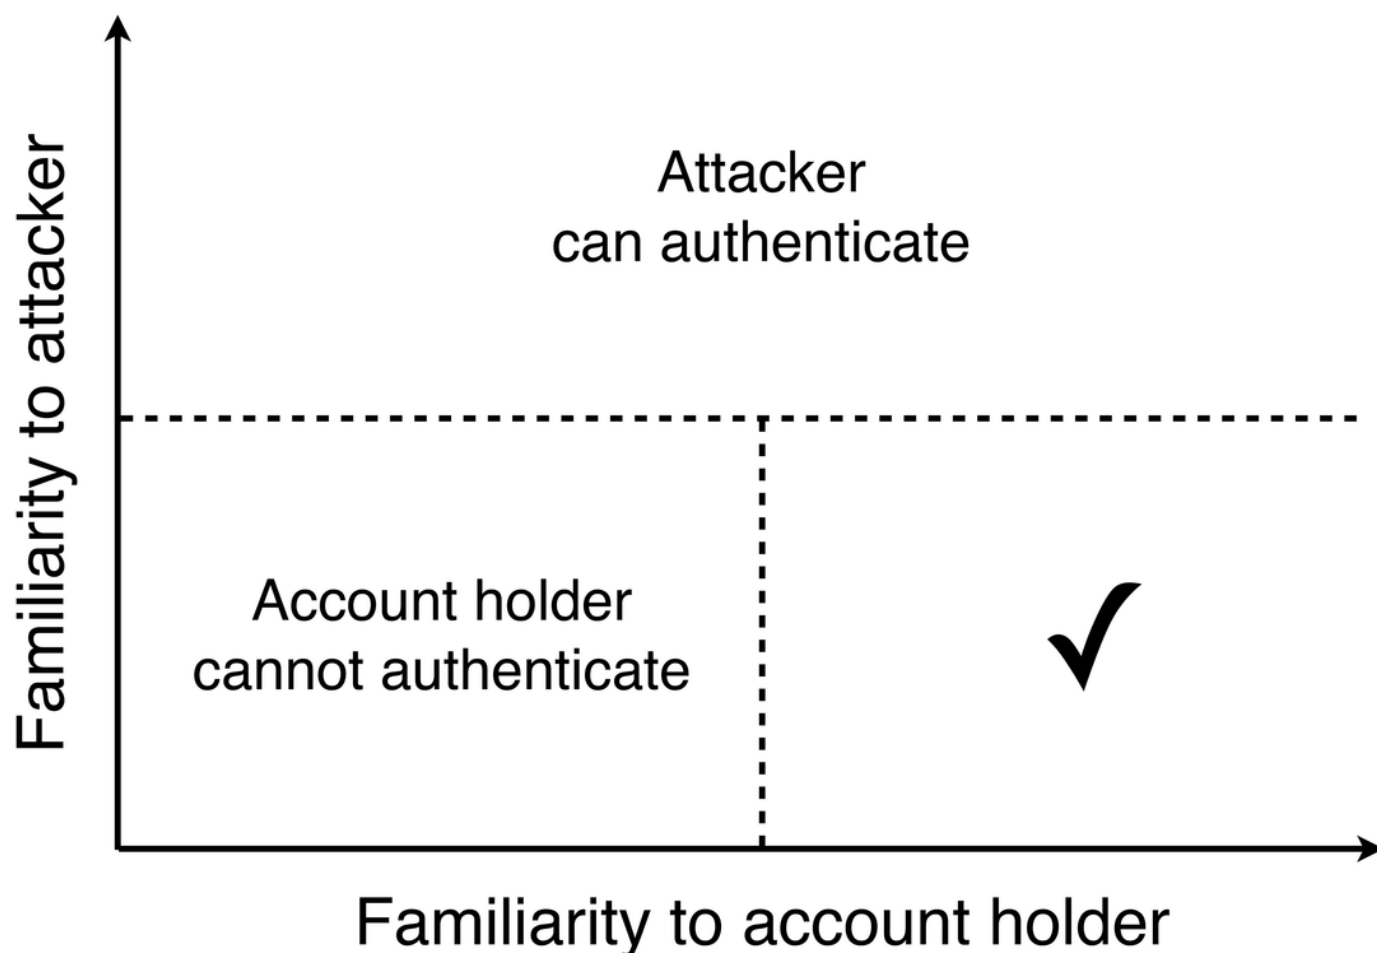 Familiarity to attacker
Attacker
can authenticate
Account holder
cannot authenticate
Familiarity to account holder